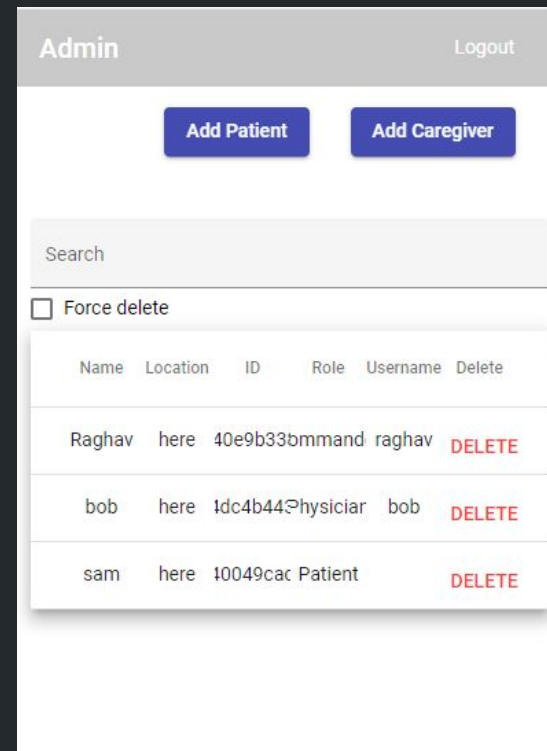 Admin Logout
Add Patient Add Caregiver
Search
Force delete
Name Location ID Role Username Delete
Raghav here raghav DELETE
bob here bob DELETE
sam here Patient DELETE